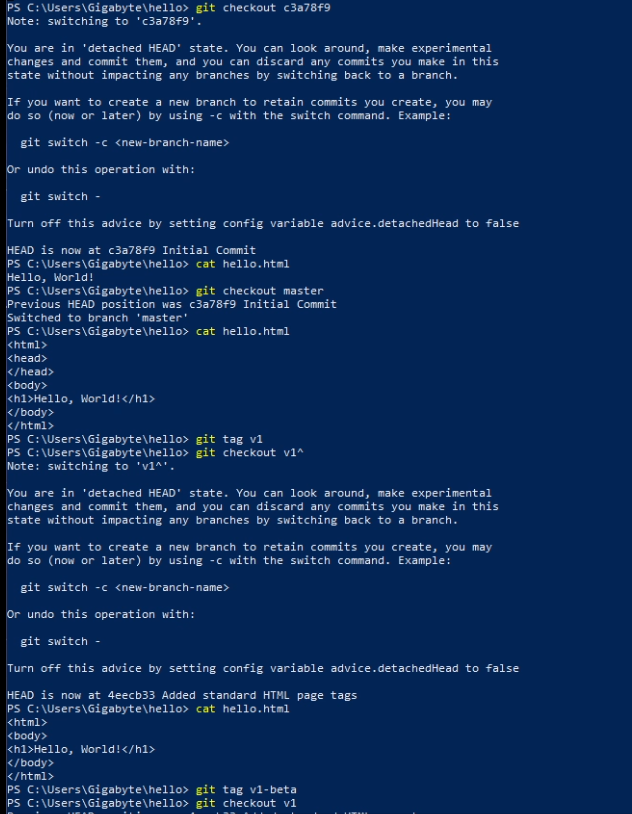 PS C:\Users\Gigabyte\hello> git checkout c3a78f9
Note: switching to 'c3a78f9'.
You are in 'detached HEAD' state. You can look around, make experimental
changes and commit them, and you can discard any commits you make in this
state without impacting any branches by switching back to a branch.
If you want to create a new branch to retain commits you create, you may
do so (now or later) by using -c with the switch command. Example:
git switch -c <new-branch-name>
Or undo this operation with:
git switch -
Turn off this advice by setting config variable advice.detachedHead to false
HEAD is now at c3a78f9 Initial Commit
PS C:\Users\Gigabyte\hello> cat hello.html
Hello, World!
PS C:\Users\Gigabyte\hello> git checkout master
Previous HEAD position was c3a78f9 Initial Commit
Switched to branch 'master'
PS C:\Users\Gigabyte\hello> cat hello.html
<html>
<head>
</head>
<body>
<h1>Hello, World!</h1>
</body>
</html>
PS C:\Users\Gigabyte\hello> git tag v1
PS C:\Users\Gigabyte\hello> git checkout v1^
Note: switching to 'v1^'.
You are in 'detached HEAD' state. You can look around, make experimental
changes and commit them, and you can discard any commits you make in this
state without impacting any branches by switching back to a branch.
If you want to create a new branch to retain commits you create, you may
do so (now or later) by using -c with the switch command. Example:
git switch -c <new-branch-name>
Or undo this operation with:
git switch -
Turn off this advice by setting config variable advice.detachedHead to false
HEAD is now at 4eecb33 Added standard HTML page tags
PS C:\Users\Gigabyte\hello> cat hello.html
<html>
<body>
<h1>Hello, World!</h1>
</body>
</html>
PS C:\Users\Gigabyte\hello> git tag v1-beta
PS C:\Users\Gigabyte\hello> git checkout v1